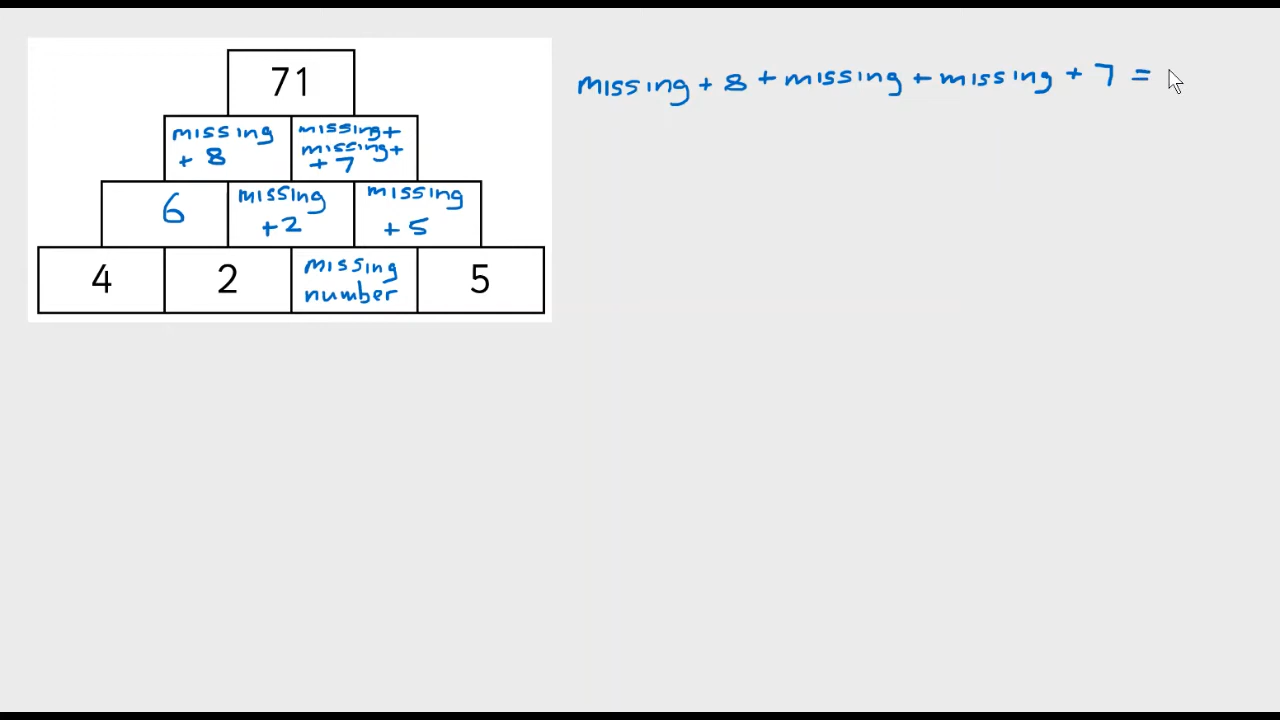 71
missing + 8 + missing + missing + 7 =
missing
+ 8
missing+
missing+
+ 7
6
missing
+2
missing
+ 5
4
2
missing
number
5